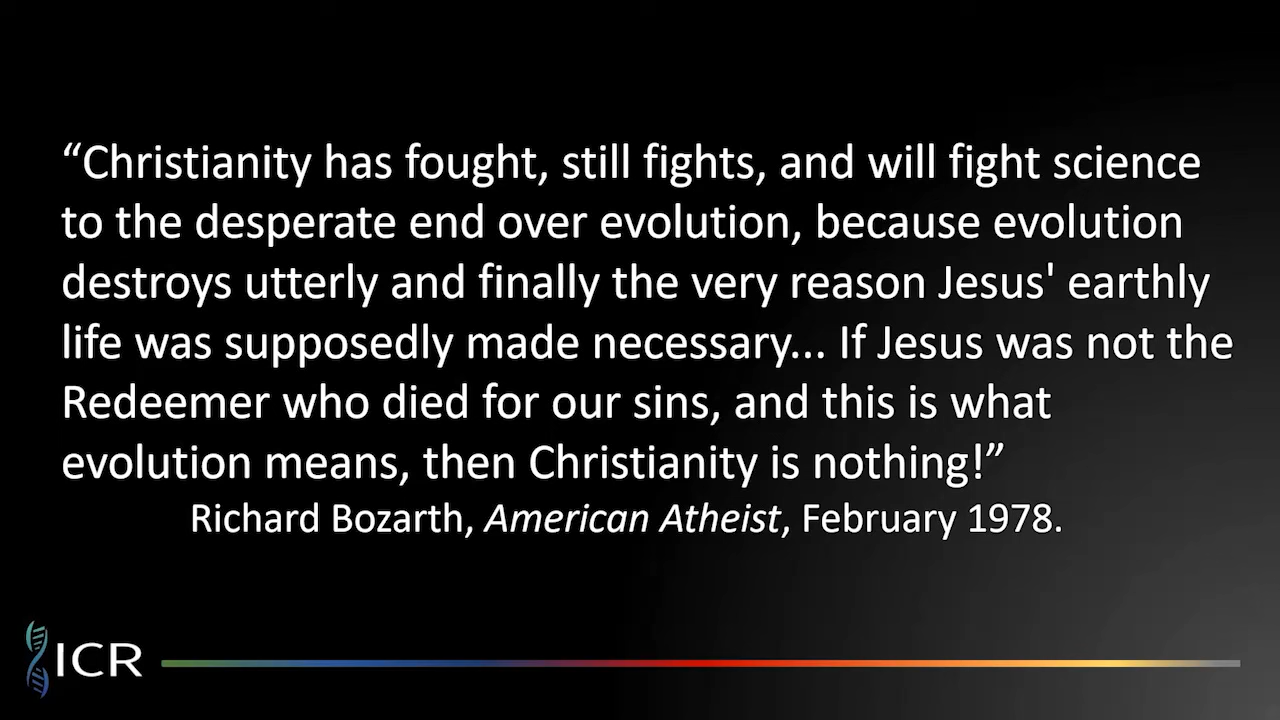 “Christianity has fought, still fights, and will fight science
to the desperate end over evolution, because evolution
destroys utterly and finally the very reason Jesus' earthly
life was supposedly made necessary... If Jesus was not the
Redeemer who died for our sins, and this is what
evolution means, then Christianity is nothing!”
Richard Bozarth, American Atheist, February 1978.
ICR